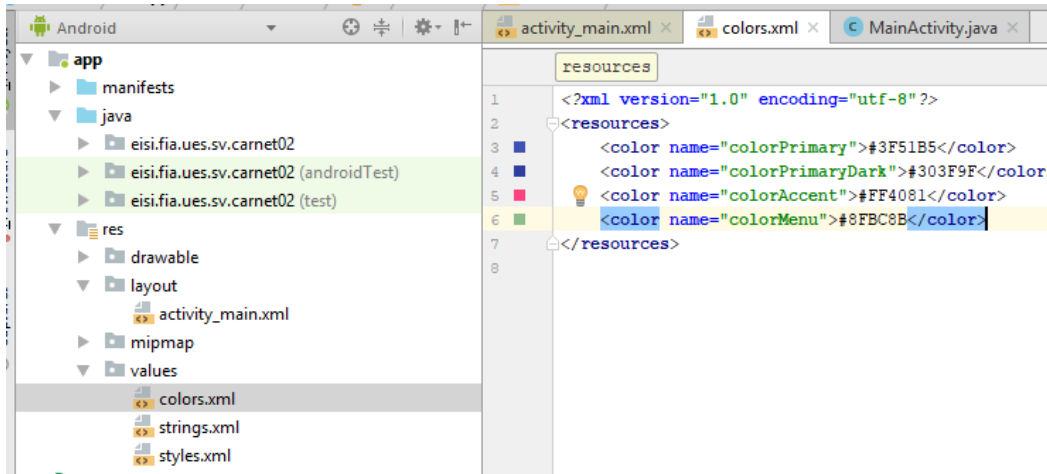 Android
app
manifests
java
eisi.fia.ues.sv.carnet02
eisi.fia.ues.sv.carnet02 (androidTest)
eisi.fia.ues.sv.carnet02 (test)
res
drawable
layout
activity_main.xml
mipmap
values
colors.xml
strings.xml
styles.xml
activity_main.xml × colors.xml × C MainActivity.java ×
resources
1 <?xml version="1.0" encoding="utf-8"?>
2 <resources>
3 <color name="colorPrimary">#3F51B5</color>
4 <color name="colorPrimaryDark">#303F9F</color
5 <color name="colorAccent">#FF4081</color>
6 <color name="colorMenu">#8FBC8B</color>
7 </resources>
8